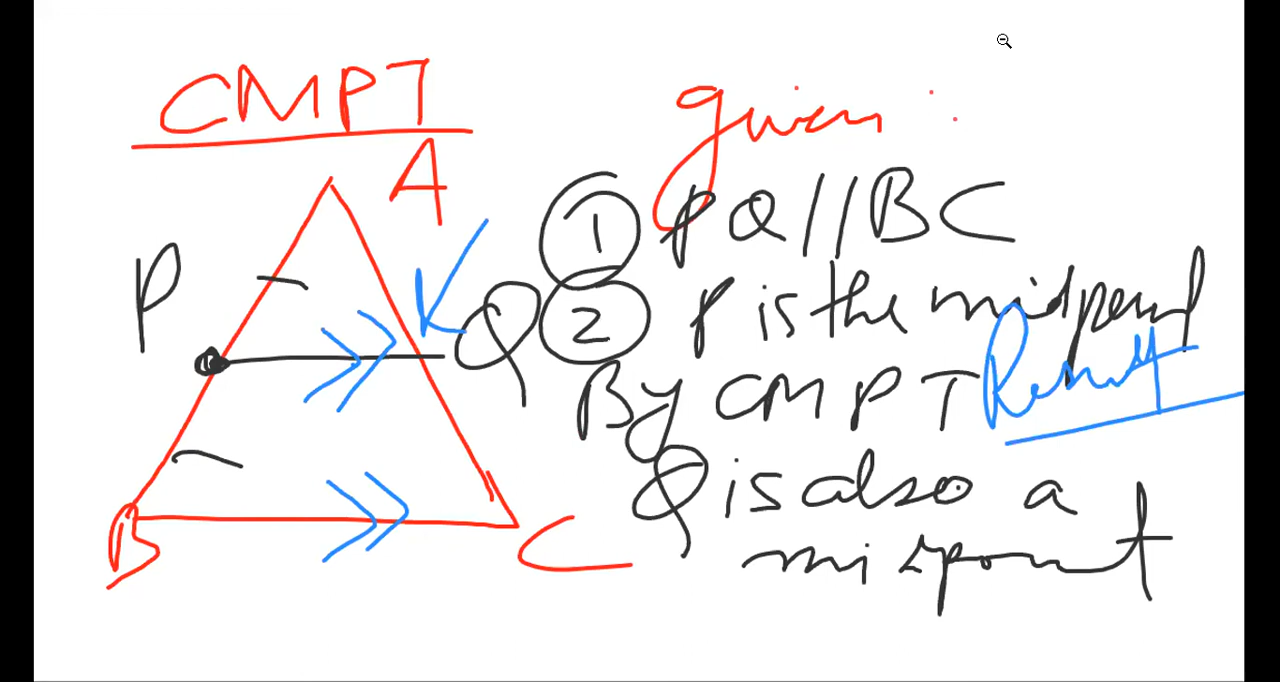 CMPT
given :
A
P
Q
B
C
1 PQ // BC
2 P is the midpoint
By CMPT Result
Q is also a
midpoint